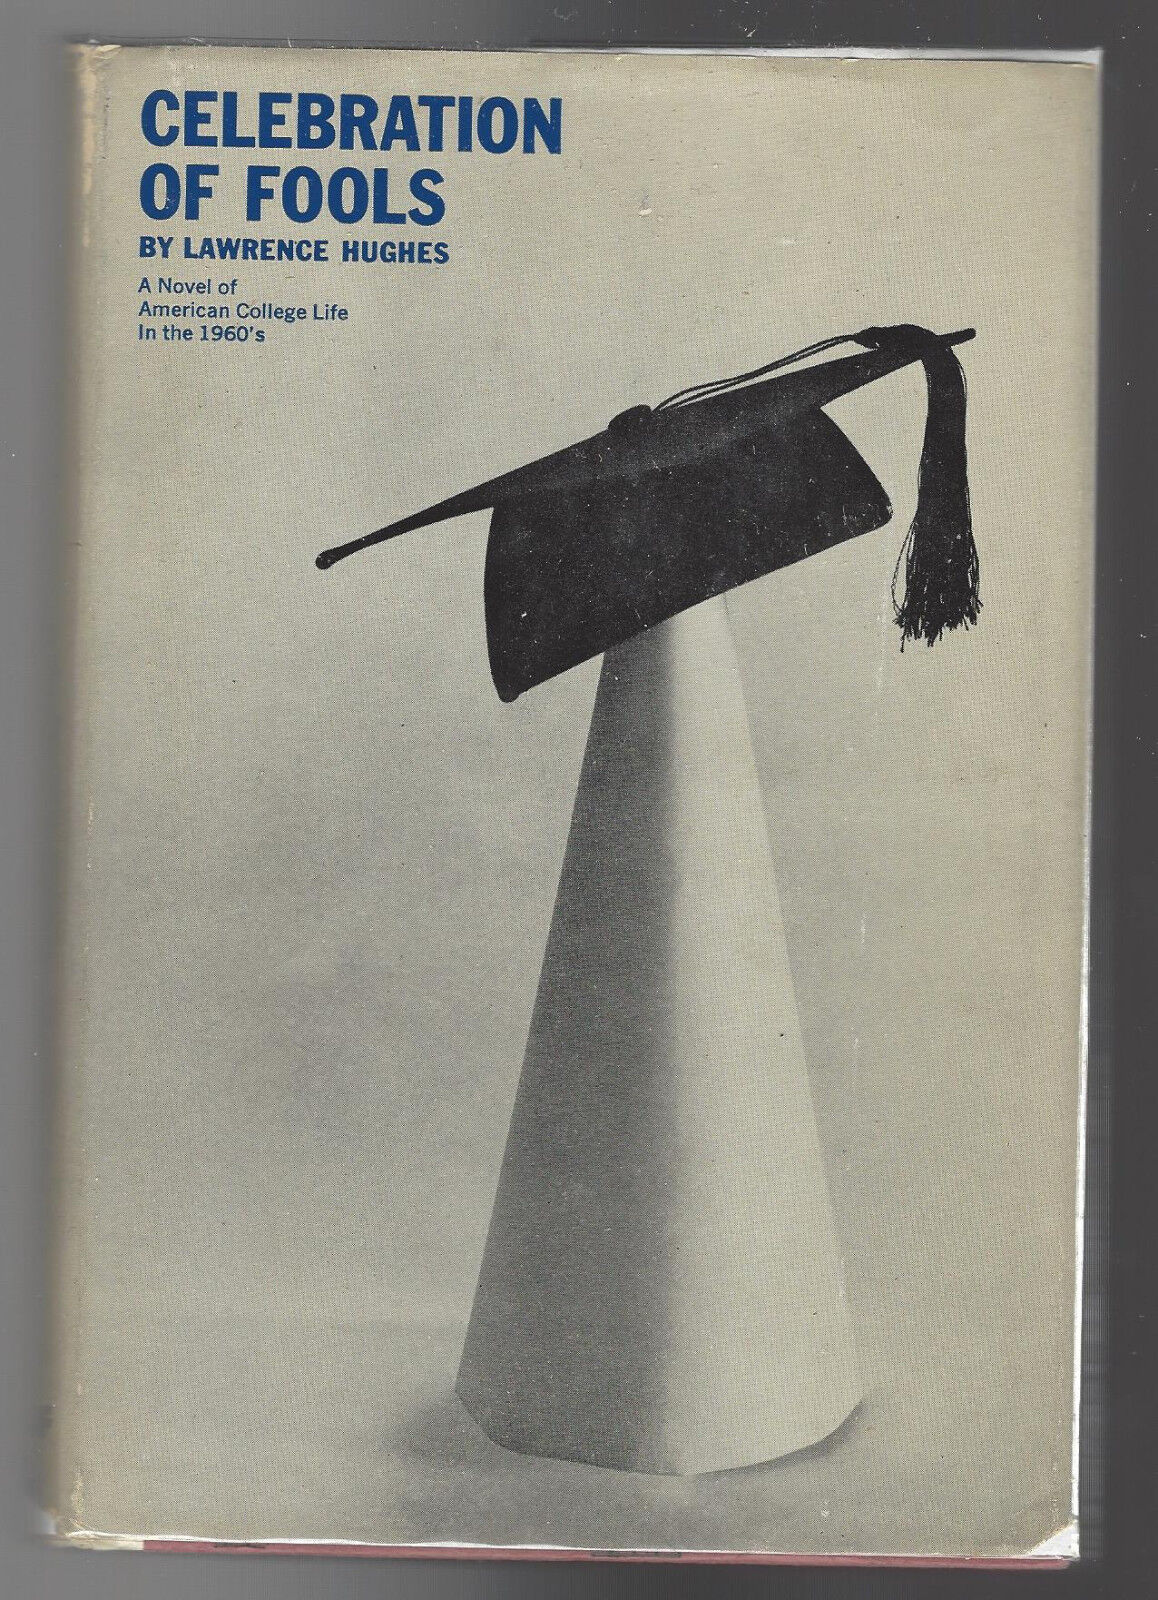 CELEBRATION
OF FOOLS
BY LAWRENCE HUGHES
A Novel of
American College Life
In the 1960's